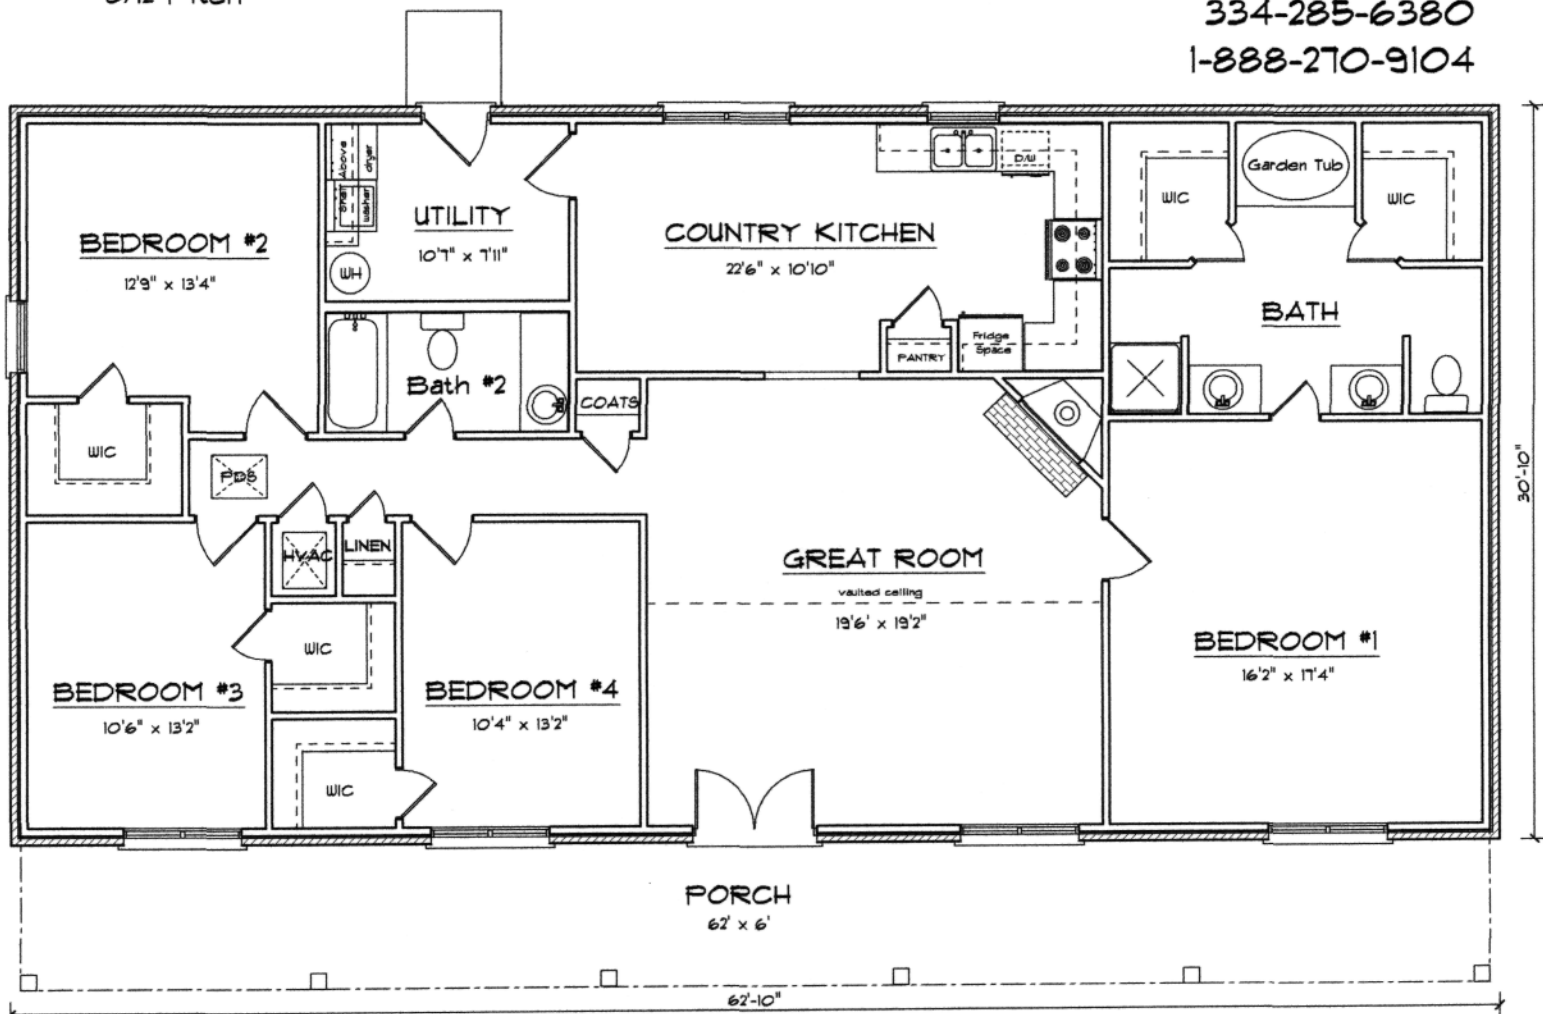 334-285-6380
1-888-270-9104
BEDROOM #2
12'9" x 13'4"
Shelf Above
dryer
washer
WH
UTILITY
10'7" x 7'11"
COUNTRY KITCHEN
22'6" x 10'10"
D/W
PANTRY
Fridge
Space
WIC
Garden Tub
WIC
BATH
Bath #2
COATS
WIC
PDS
HVAC
LINEN
GREAT ROOM
vaulted ceiling
19'6' x 19'2"
BEDROOM #1
16'2" x 17'4"
30'-10"
WIC
BEDROOM #3
10'6" x 13'2"
BEDROOM #4
10'4" x 13'2"
WIC
PORCH
62' x 6'
62'-10"